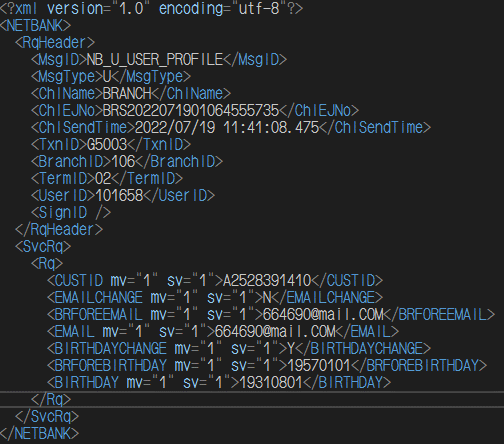 <?xml version="1.0" encoding="utf-8"?>
<NETBANK>
<RqHeader>
<MsgID>NB_U_USER_PROFILE</MsgID>
<MsgType>U</MsgType>
<ChlName>BRANCH</ChlName>
<ChlEJNo>BRS2022071901064555735</ChlEJNo>
<ChlSendTime>2022/07/19 11:41:08.475</ChlSendTime>
<TxnID>G5003</TxnID>
<BranchID>106</BranchID>
<TermID>02</TermID>
<UserID>101658</UserID>
<SignID />
</RqHeader>
<SvcRq>
<Rq>
<CUSTID mv="1" sv="1">A2528391410</CUSTID>
<EMAILCHANGE mv="1" sv="1">N</EMAILCHANGE>
<BRFOREEMAIL mv="1" sv="1">664690@mail.COM</BRFOREEMAIL>
<EMAIL mv="1" sv="1">664690@mail.COM</EMAIL>
<BIRTHDAYCHANGE mv="1" sv="1">Y</BIRTHDAYCHANGE>
<BRFOREBIRTHDAY mv="1" sv="1">19570101</BRFOREBIRTHDAY>
<BIRTHDAY mv="1" sv="1">19310801</BIRTHDAY>
</Rq>
</SvcRq>
</NETBANK>